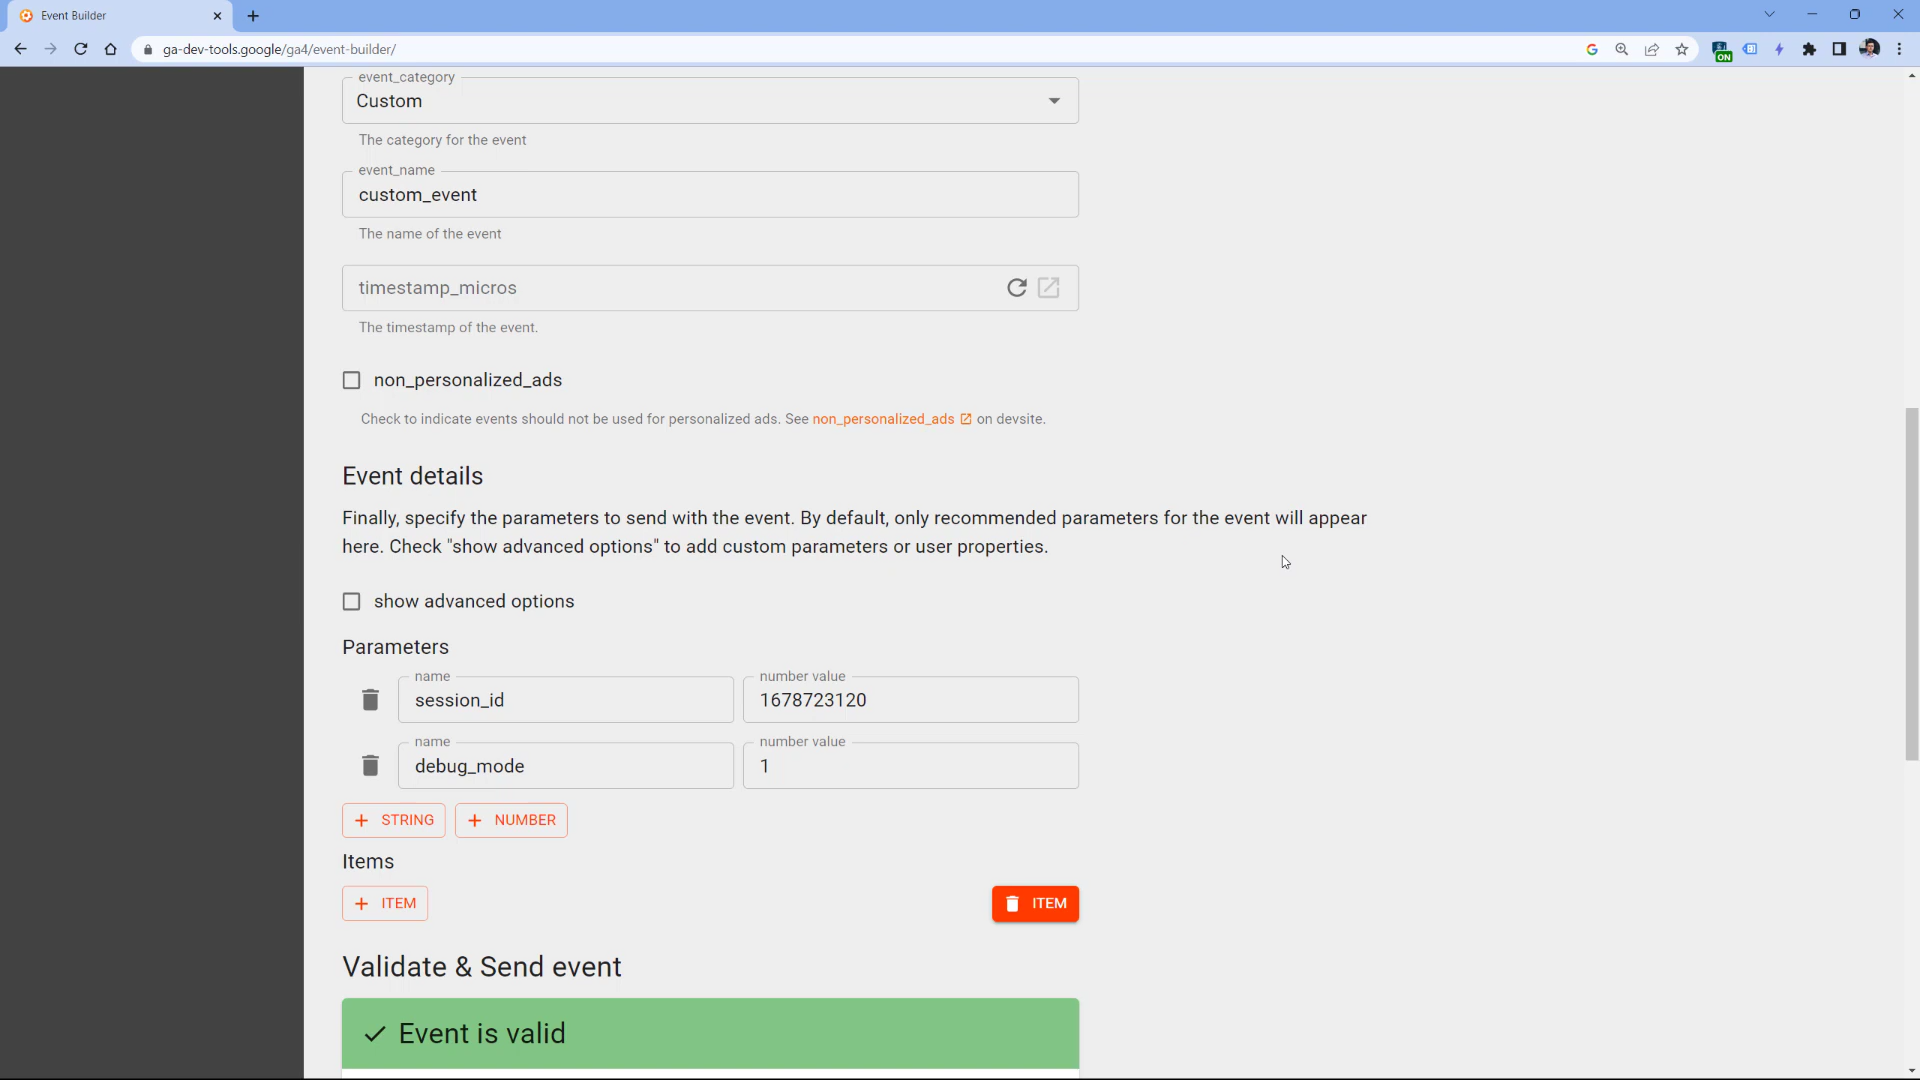 Event Builder
ga-dev-tools.google/ga4/event-builder/
ON
event_category
Custom
The category for the event
event_name
custom_event
The name of the event
timestamp_micros
The timestamp of the event.
non_personalized_ads
Check to indicate events should not be used for personalized ads. See non_personalized_ads on devsite.
Event details
Finally, specify the parameters to send with the event. By default, only recommended parameters for the event will appear
here. Check "show advanced options" to add custom parameters or user properties.
show advanced options
Parameters
name number value
session_id 1678723120
name number value
debug_mode 1
+ STRING + NUMBER
Items
+ ITEM ITEM
Validate & Send event
Event is valid